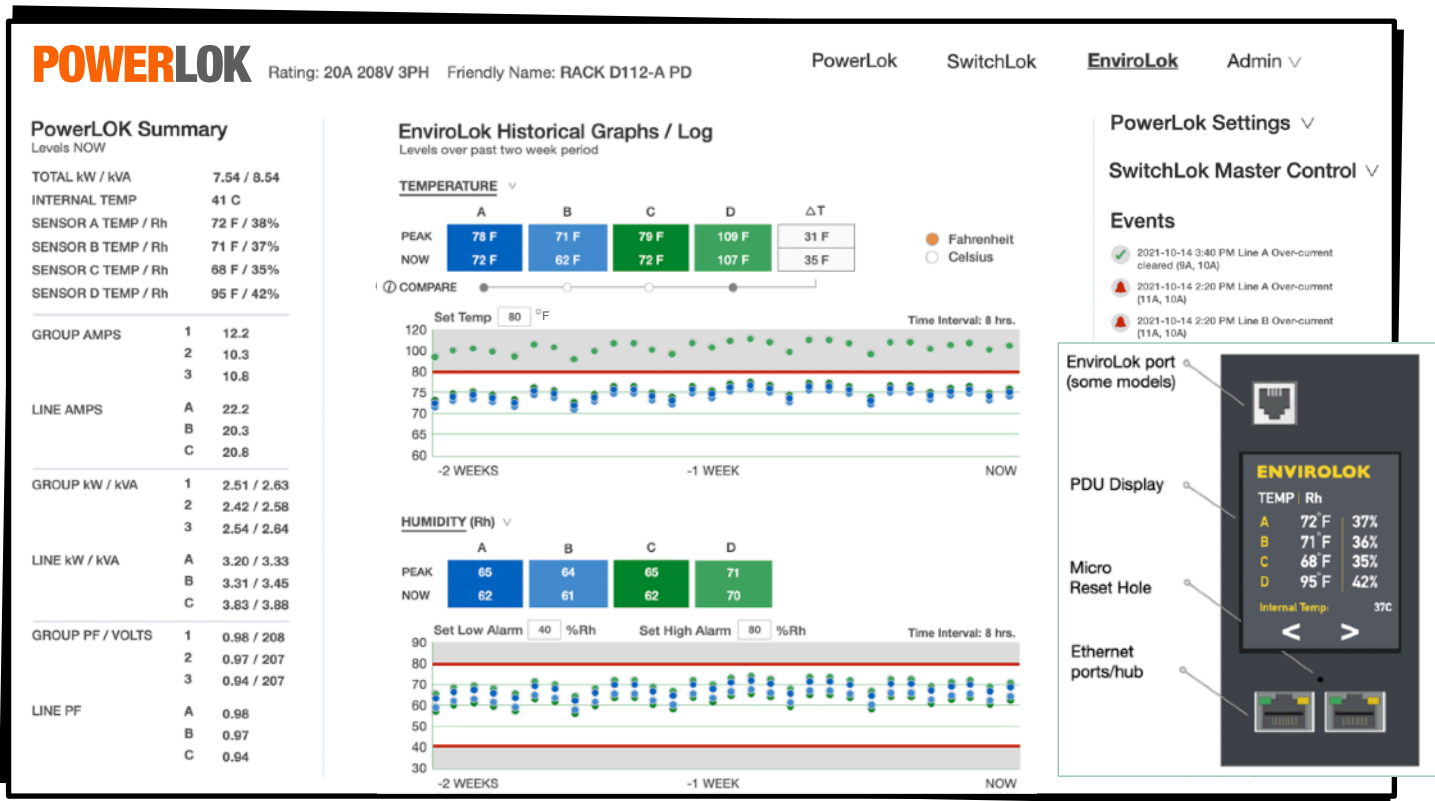 POWERLOK
Rating: 20A 208V 3PH Friendly Name: RACK D112-A PD
PowerLok SwitchLok EnviroLok Admin
PowerLOK Summary
Levels NOW
TOTAL kW / kVA 7.54 / 8.54
INTERNAL TEMP 41 C
SENSOR A TEMP / Rh 72 F / 38%
SENSOR B TEMP / Rh 71 F / 37%
SENSOR C TEMP / Rh 68 F / 35%
SENSOR D TEMP / Rh 95 F / 42%
GROUP AMPS 1 12.2
2 10.3
3 10.8
LINE AMPS A 22.2
B 20.3
C 20.8
GROUP kW / kVA 1 2.51 / 2.63
2 2.42 / 2.58
3 2.54 / 2.64
LINE kW / kVA A 3.20 / 3.33
B 3.31 / 3.45
C 3.83 / 3.88
GROUP PF / VOLTS 1 0.98 / 208
2 0.97 / 207
3 0.94 / 207
LINE PF A 0.98
B 0.97
C 0.94
EnviroLok Historical Graphs / Log
Levels over past two week period
TEMPERATURE
A B C D ΔT
PEAK 78 F 71 F 79 F 109 F 31 F
NOW 72 F 62 F 72 F 107 F 35 F
i COMPARE
Fahrenheit
Celsius
Set Temp 80 °F
Time Interval: 8 hrs.
120
100
80
75
70
65
60
-2 WEEKS -1 WEEK NOW
HUMIDITY (Rh)
A B C D
PEAK 65 64 65 71
NOW 62 61 62 70
Set Low Alarm 40 %Rh Set High Alarm 80 %Rh
Time Interval: 8 hrs.
90
80
70
60
50
40
30
-2 WEEKS -1 WEEK NOW
PowerLok Settings
SwitchLok Master Control
Events
2021-10-14 3:40 PM Line A Over-current
cleared (9A, 10A)
2021-10-14 2:20 PM Line A Over-current
(11A, 10A)
2021-10-14 2:20 PM Line B Over-current
(11A, 10A)
EnviroLok port
(some models)
PDU Display
Micro
Reset Hole
Ethernet
ports/hub
ENVIROLOK
TEMP | Rh
A 72°F 37%
B 71°F 36%
C 68°F 35%
D 95°F 42%
Internal Temp: 37C
< >